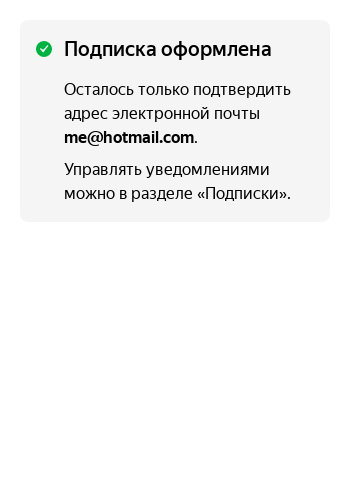 Подписка оформлена
Осталось только подтвердить
адрес электронной почты
me@hotmail.com.
Управлять уведомлениями
можно в разделе «Подписки».